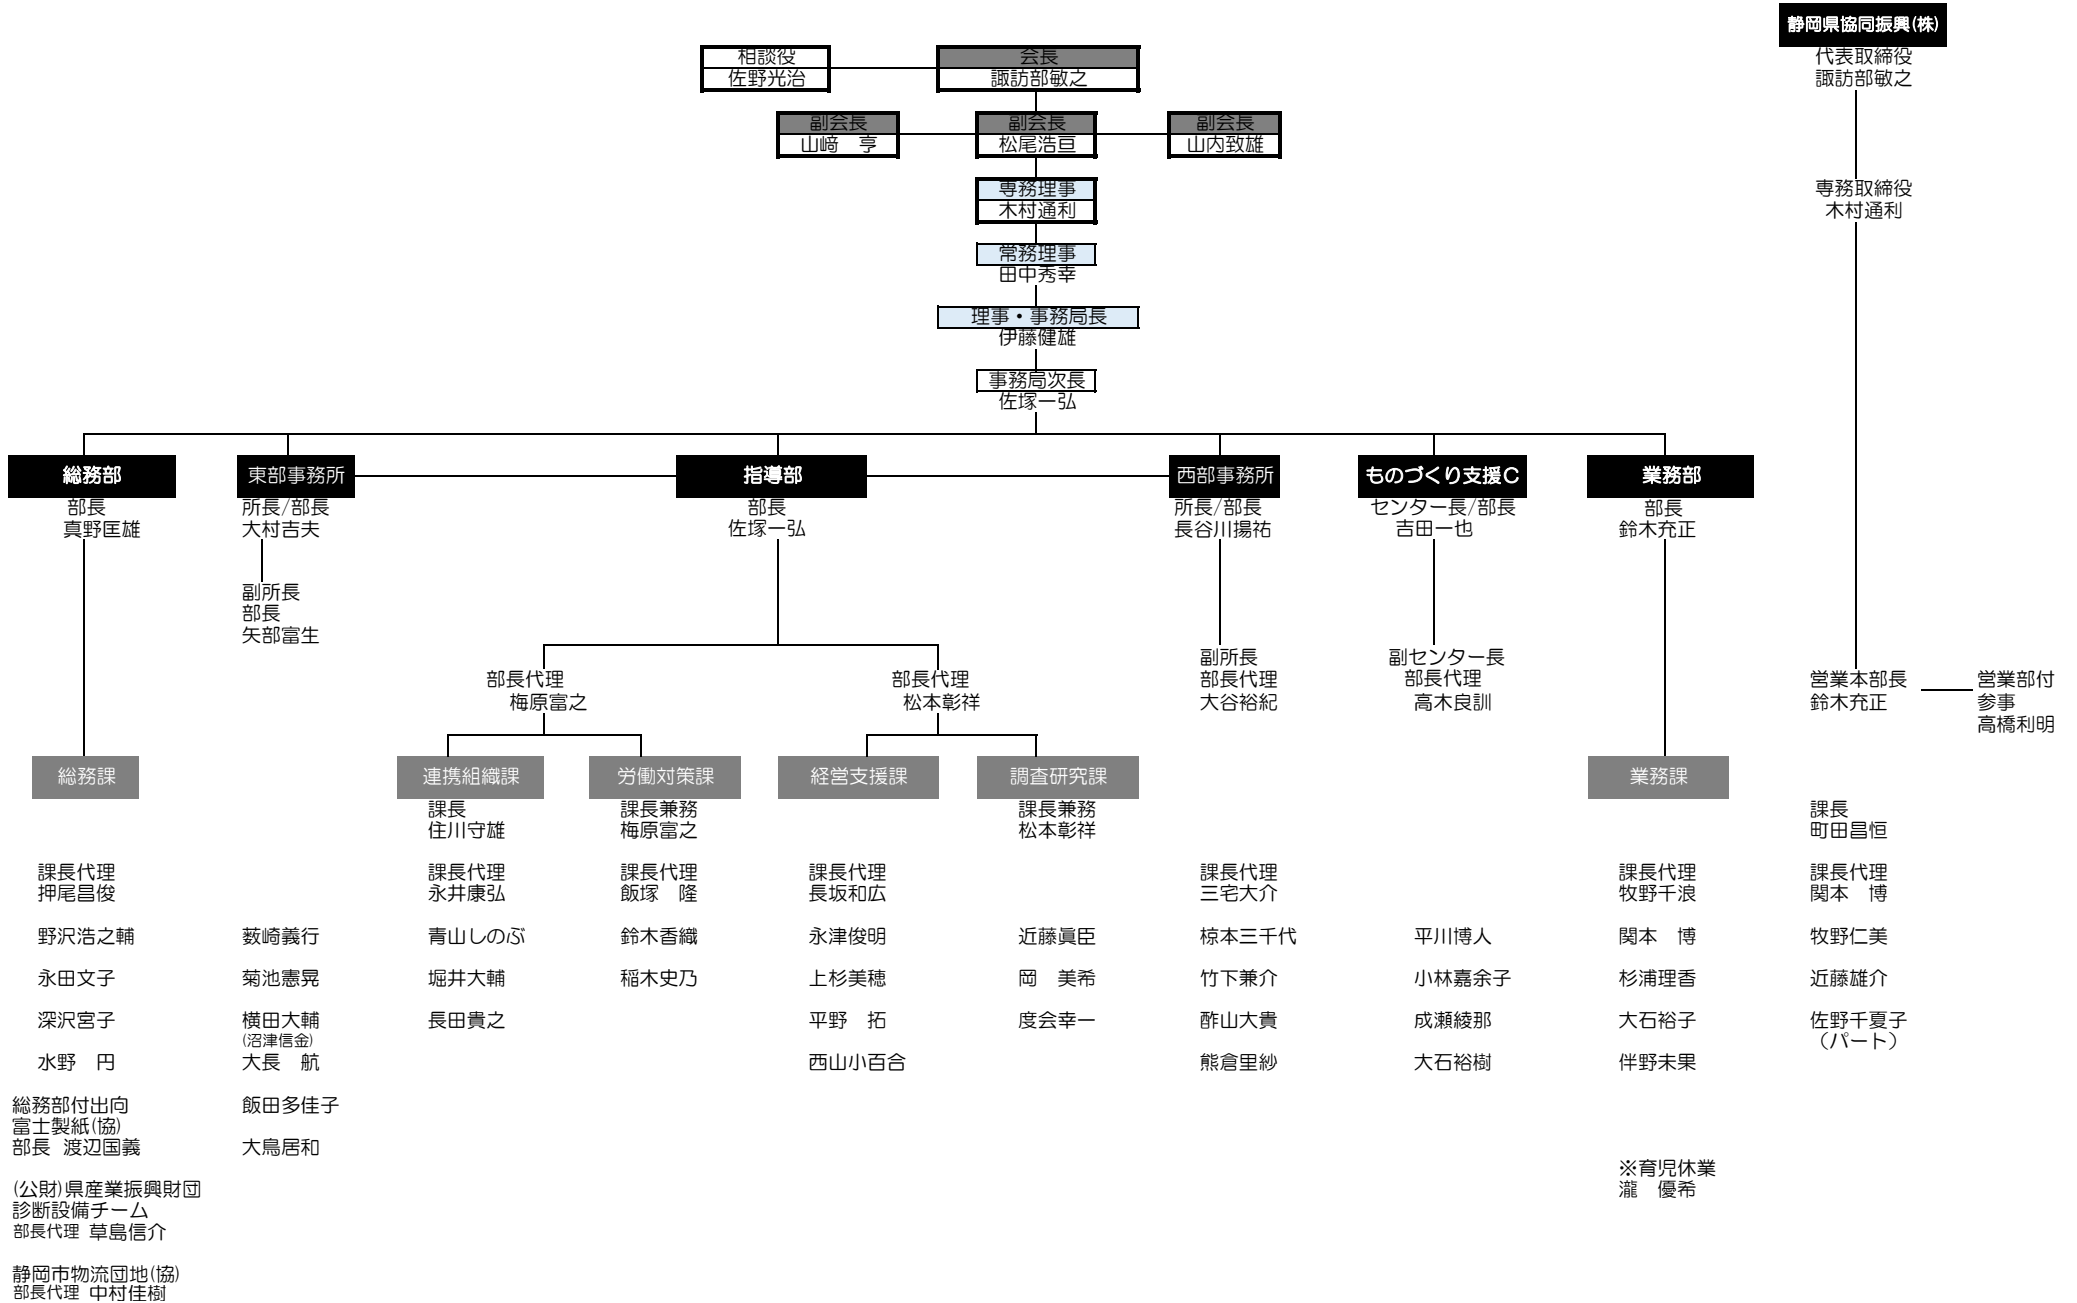 静岡県協同振興(株)
代表取締役
諏訪部敏之
専務取締役
木村通利
相談役
佐野光治
会長
諏訪部敏之
副会長
山﨑　亨
副会長
松尾浩亘
副会長
山内致雄
専務理事
木村通利
常務理事
田中秀幸
理事・事務局長
伊藤健雄
事務局次長
佐塚一弘
総務部
部長
真野匡雄
東部事務所
所長/部長
大村吉夫
副所長
部長
矢部富生
指導部
部長
佐塚一弘
西部事務所
所長/部長
長谷川揚祐
副所長
部長代理
大谷裕紀
ものづくり支援C
センター長/部長
吉田一也
副センター長
部長代理
高木良訓
業務部
部長
鈴木充正
部長代理
梅原富之
部長代理
松本彰祥
営業本部長
鈴木充正
営業部付
参事
高橋利明
総務課
課長代理
押尾昌俊
野沢浩之輔
永田文子
深沢宮子
水野　円
総務部付出向
富士製紙(協)
部長 渡辺国義
(公財)県産業振興財団
診断設備チーム
部長代理 草島信介
静岡市物流団地(協)
部長代理 中村佳樹
薮崎義行
菊池憲晃
横田大輔
(沼津信金)
大長　航
飯田多佳子
大鳥居和
連携組織課
課長
住川守雄
課長代理
永井康弘
青山しのぶ
堀井大輔
長田貴之
労働対策課
課長兼務
梅原富之
課長代理
飯塚　隆
鈴木香織
稲木史乃
経営支援課
課長代理
長坂和広
永津俊明
上杉美穂
平野　拓
西山小百合
調査研究課
課長兼務
松本彰祥
近藤眞臣
岡　美希
度会幸一
課長代理
三宅大介
椋本三千代
竹下兼介
酢山大貴
熊倉里紗
平川博人
小林嘉余子
成瀬綾那
大石裕樹
業務課
課長代理
牧野千浪
関本　博
杉浦理香
大石裕子
伴野未果
※育児休業
瀧　優希
課長
町田昌恒
課長代理
関本　博
牧野仁美
近藤雄介
佐野千夏子
（パート）